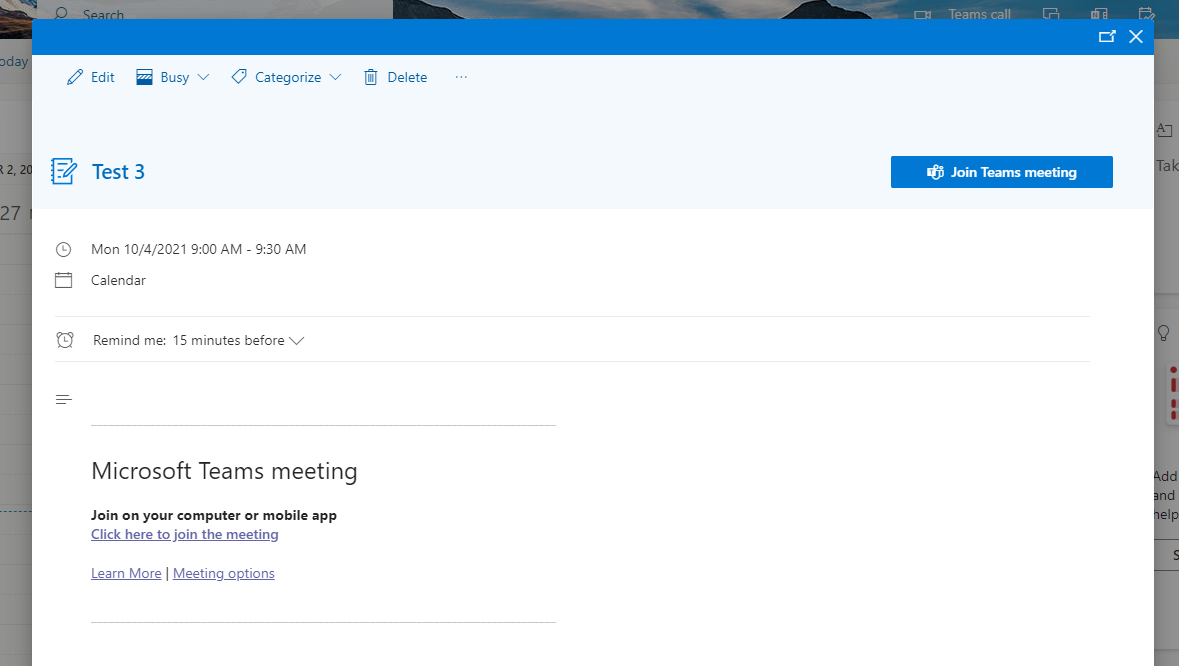 Search
Teams call
oday
Edit Busy Categorize Delete ...
R 2, 20
Test 3
Join Teams meeting
Tak
27
Mon 10/4/2021 9:00 AM - 9:30 AM
Calendar
Remind me: 15 minutes before
Microsoft Teams meeting
Join on your computer or mobile app
Click here to join the meeting
Learn More | Meeting options
Add
and
help
S